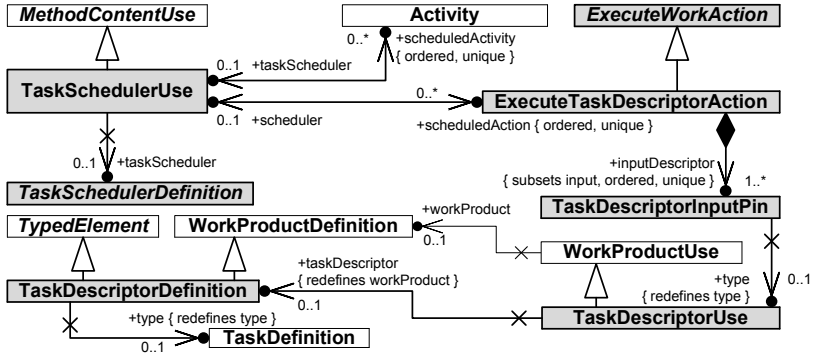 MethodContentUse
Activity
ExecuteWorkAction
0..*
+scheduledActivity
{ ordered, unique }
0..1
+taskScheduler
TaskSchedulerUse
0..*
ExecuteTaskDescriptorAction
0..1
+scheduler
+scheduledAction { ordered, unique }
0..1
+taskScheduler
+inputDescriptor
{ subsets input, ordered, unique }
1..*
TaskSchedulerDefinition
TaskDescriptorInputPin
TypedElement
WorkProductDefinition
+workProduct
0..1
WorkProductUse
+taskDescriptor
{ redefines workProduct }
0..1
+type
{ redefines type }
0..1
TaskDescriptorDefinition
TaskDescriptorUse
+type { redefines type }
0..1
TaskDefinition